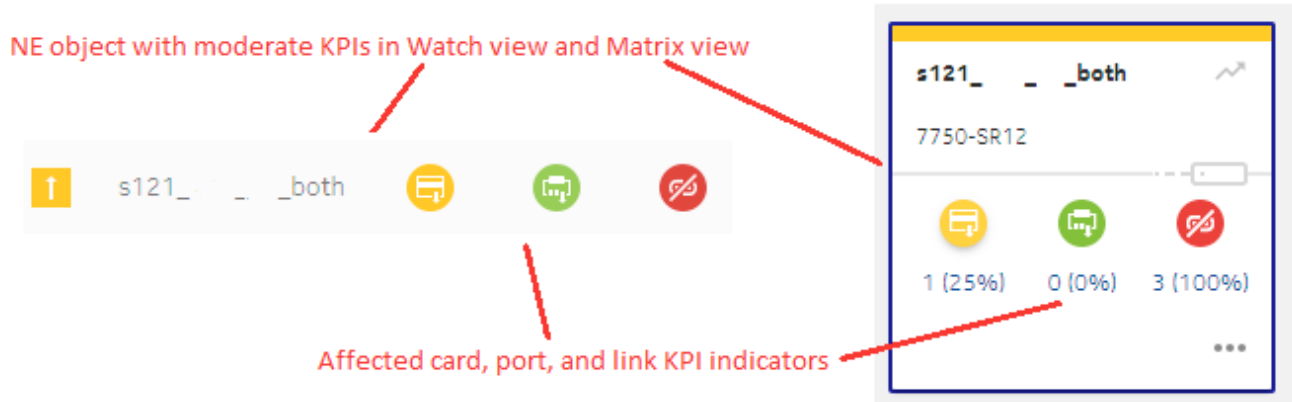 NE object with moderate KPIs in Watch view and Matrix view
s121_ _ _both
7750-SR12
s121_ _ _both
1 (25%) 0 (0%) 3 (100%)
Affected card, port, and link KPI indicators